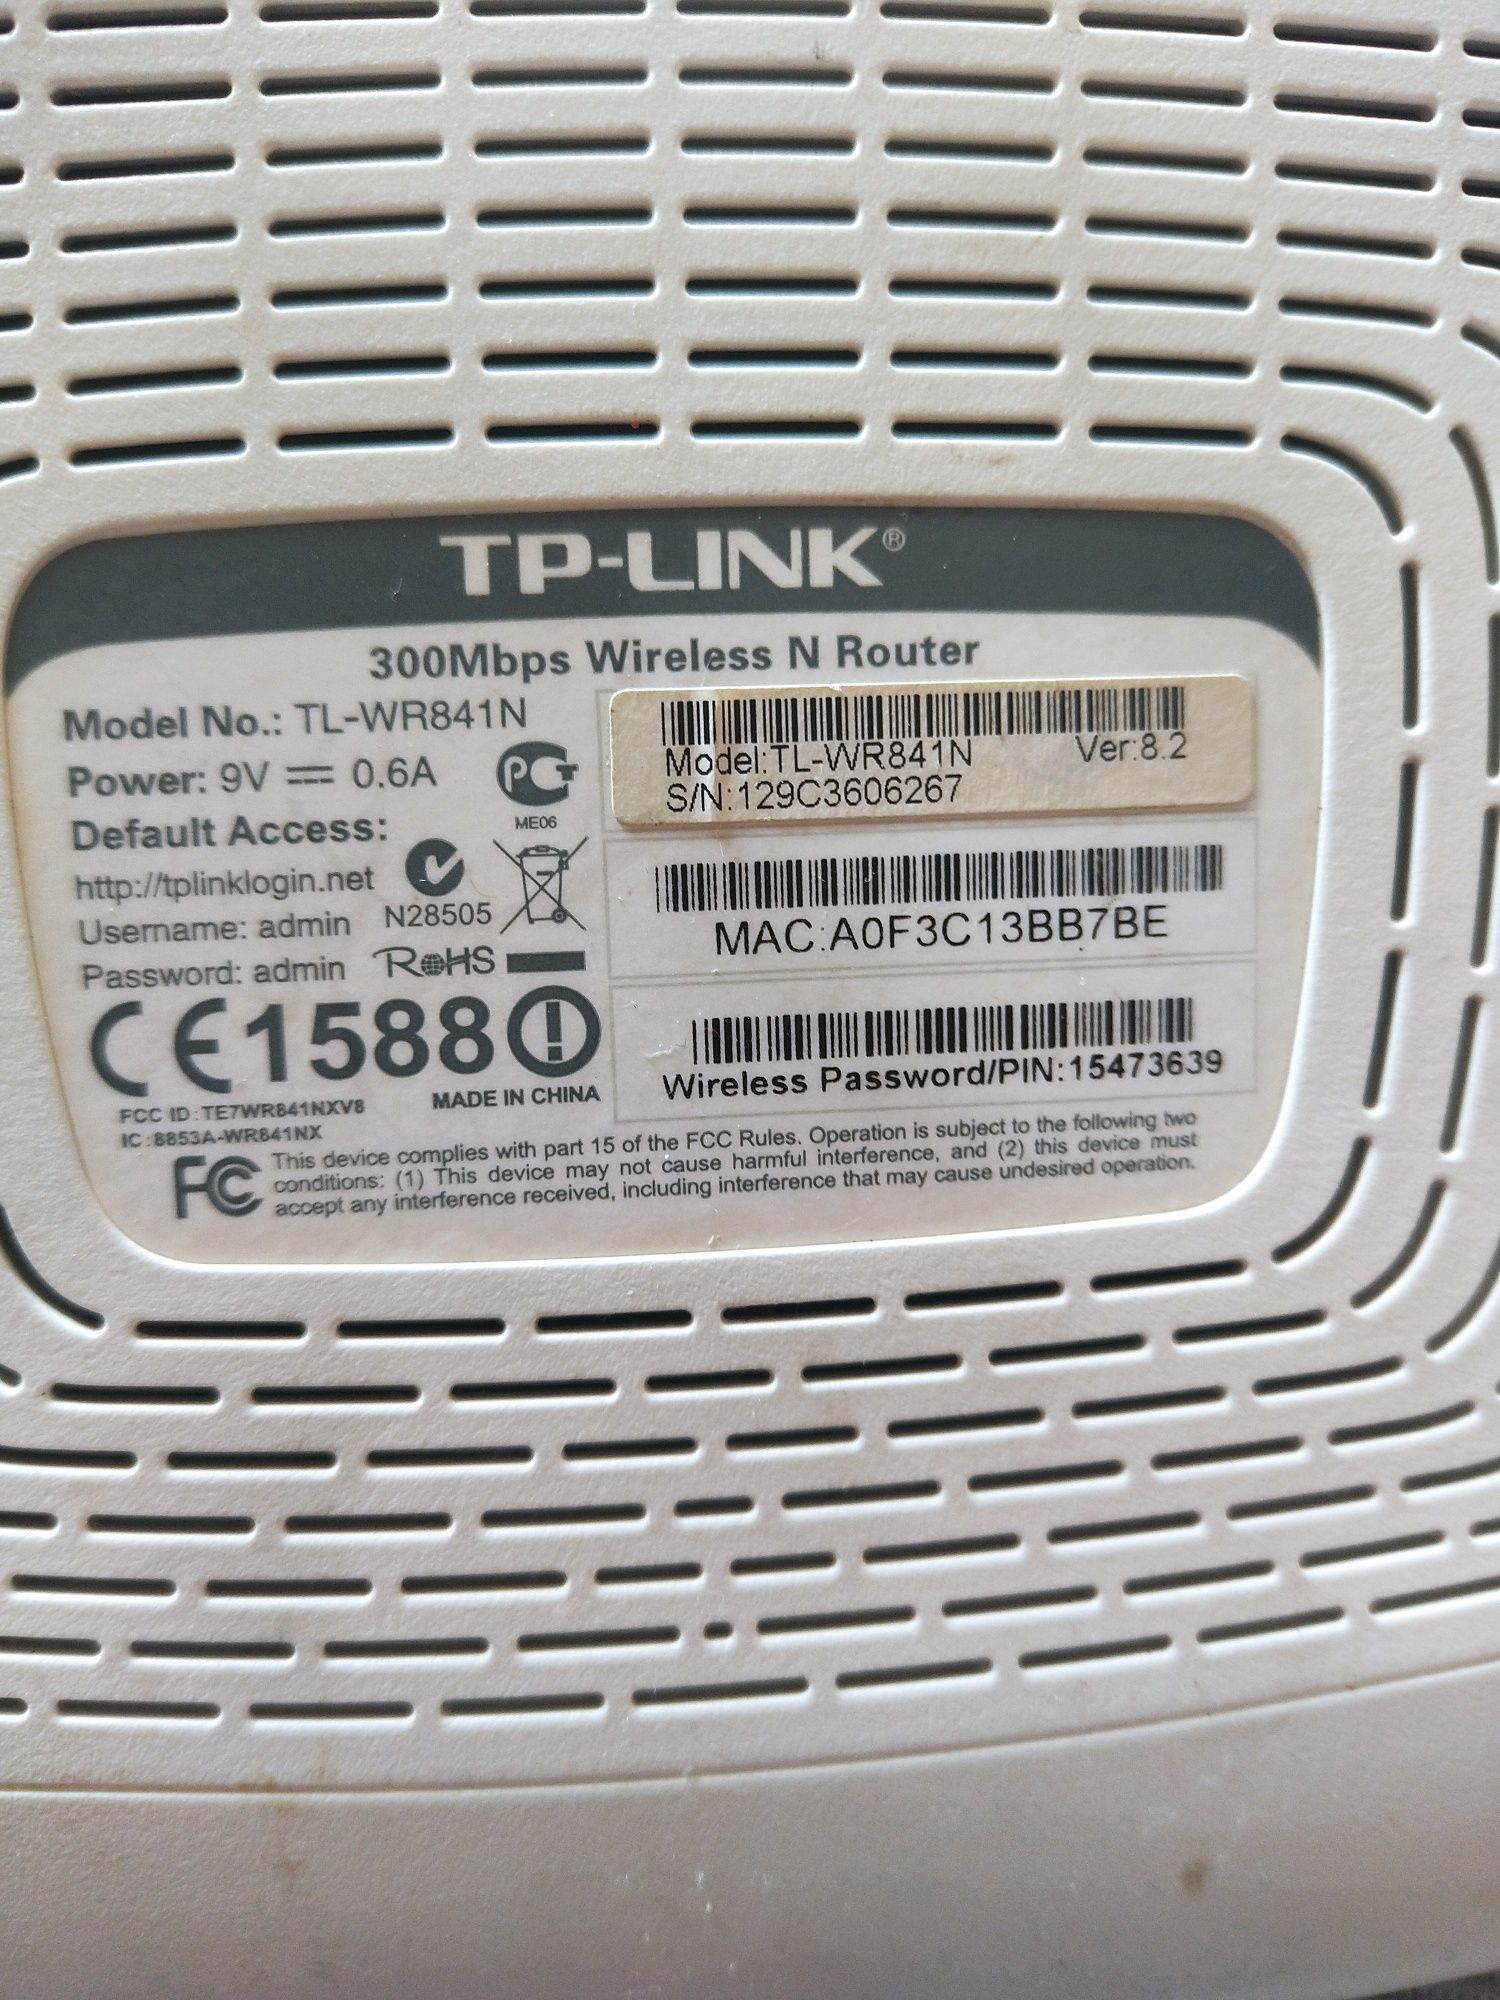 TP-LINK®
300Mbps Wireless N Router
Model No.: TL-WR841N
Power: 9V ⎓ 0.6A
ME06
Default Access:
http://tplinklogin.net
Username: admin
N28505
Password: admin
RoHS
CE1588
FCC ID:TE7WR841NXV8
MADE IN CHINA
IC:8853A-WR841NX
Model:TL-WR841N Ver:8.2
S/N:129C3606267
MAC:A0F3C13BB7BE
Wireless Password/PIN:15473639
FC This device complies with part 15 of the FCC Rules. Operation is subject to the following two
conditions: (1) This device may not cause harmful interference, and (2) this device must
accept any interference received, including interference that may cause undesired operation.